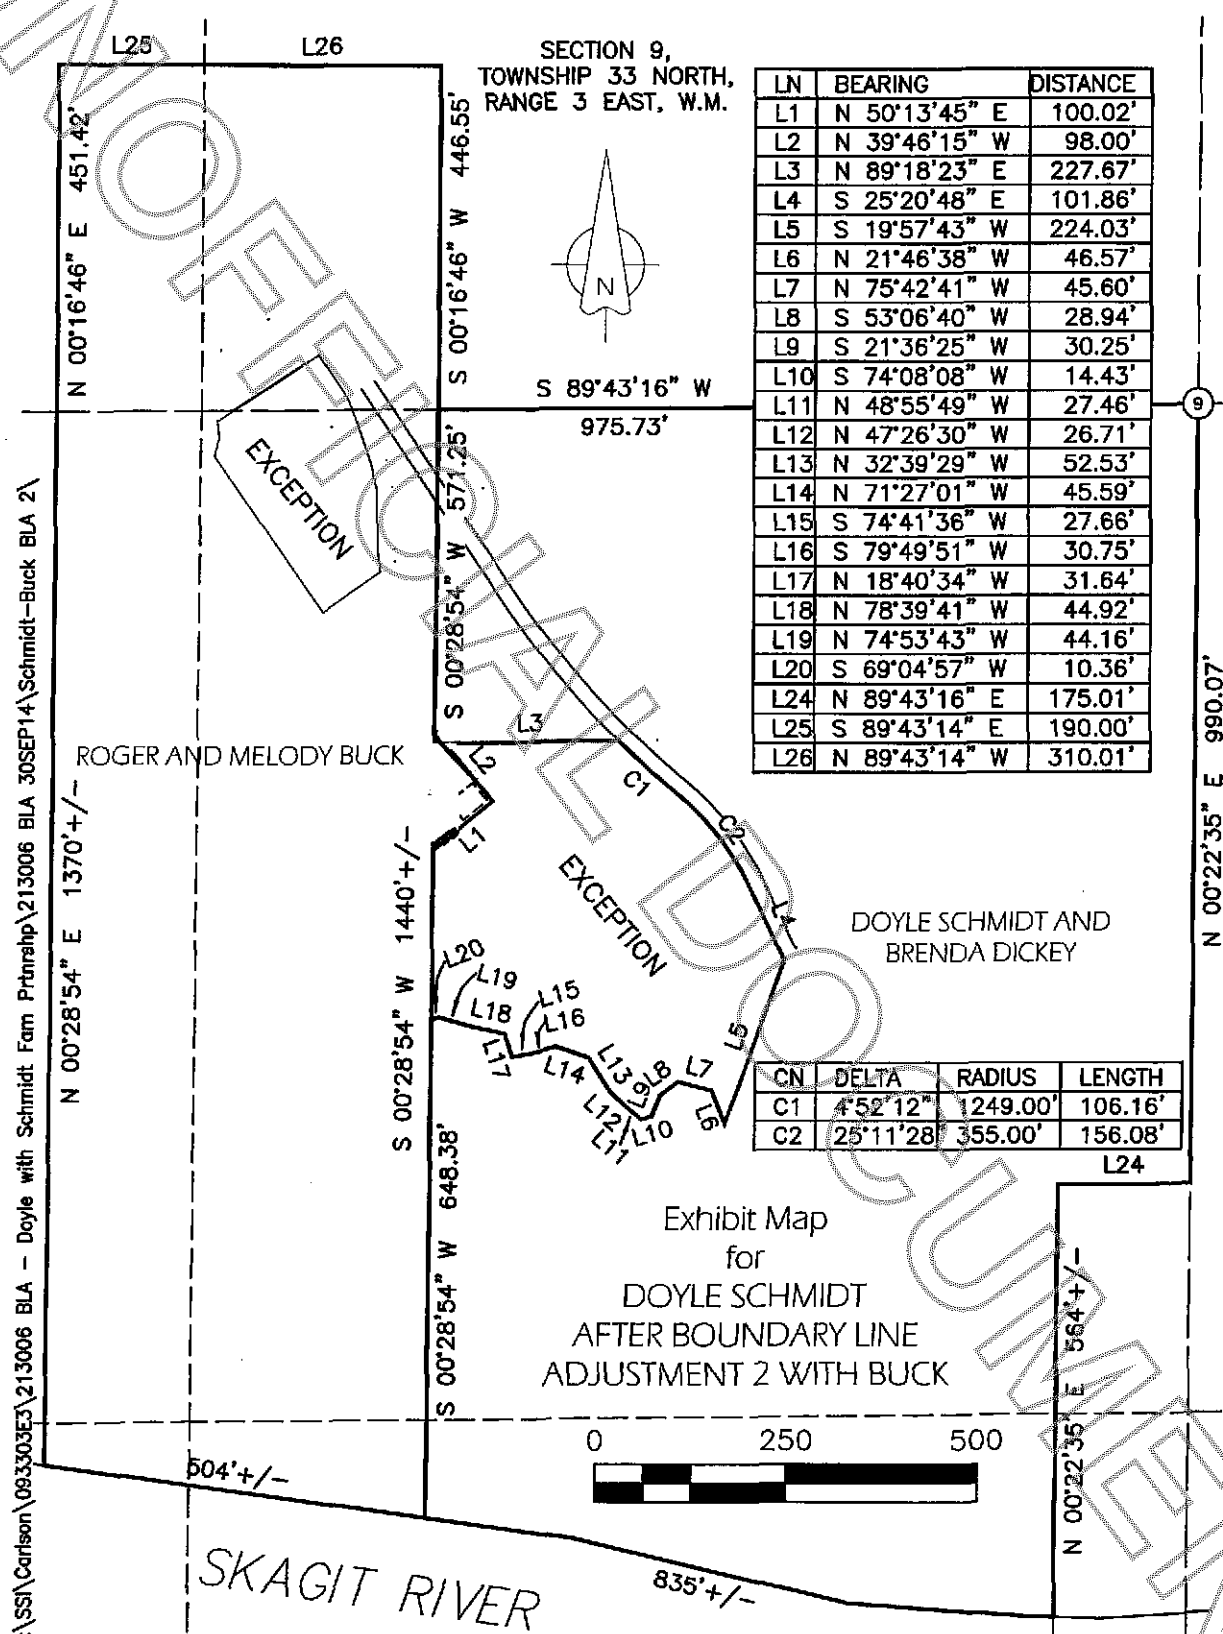 L25
L26
SECTION 9,
TOWNSHIP 33 NORTH,
RANGE 3 EAST, W.M.
LN BEARING DISTANCE
L1 N 50°13'45" E 100.02'
L2 N 39°46'15" W 98.00'
L3 N 89°18'23" E 227.67'
L4 S 25°20'48" E 101.86'
L5 S 19°57'43" W 224.03'
L6 N 21°46'38" W 46.57'
L7 N 75°42'41" W 45.60'
L8 S 53°06'40" W 28.94'
L9 S 21°36'25" W 30.25'
L10 S 74°08'08" W 14.43'
L11 N 48°55'49" W 27.46'
L12 N 47°26'30" W 26.71'
L13 N 32°39'29" W 52.53'
L14 N 71°27'01" W 45.59'
L15 S 74°41'36" W 27.66'
L16 S 79°49'51" W 30.75'
L17 N 18°40'34" W 31.64'
L18 N 78°39'41" W 44.92'
L19 N 74°53'43" W 44.16'
L20 S 69°04'57" W 10.36'
L24 N 89°43'16" E 175.01'
L25 S 89°43'14" E 190.00'
L26 N 89°43'14" W 310.01'
N 00°16'46" E 451.42'
S 00°16'46" W 446.55'
N
S 89°43'16" W
975.73'
9
EXCEPTION
S 00°28'54" W 571.25'
L3
L2
L1
C1
C2
L4
ROGER AND MELODY BUCK
N 00°28'54" E 1370'+/-
S 00°28'54" W 1440'+/-
EXCEPTION
DOYLE SCHMIDT AND
BRENDA DICKEY
N 00°22'35" E 990.07'
L20
L19
L18
L17
L15
L16
L14
L13
L12
L11
L10
L9
L8
L7
L6
L5
CN DELTA RADIUS LENGTH
C1 4°52'12" 1249.00' 106.16'
C2 25°11'28 355.00' 156.08'
L24
S 00°28'54" W 648.38'
Exhibit Map
for
DOYLE SCHMIDT
AFTER BOUNDARY LINE
ADJUSTMENT 2 WITH BUCK
0 250 500
N 00°22'35" E 564'+/-
504'+/-
835'+/-
SKAGIT RIVER
\SSI\Carlson\093303E3\213006 BLA - Doyle with Schmidt Fam Prtnrshp\213006 BLA 30SEP14\Schmidt-Buck BLA 2\
UNOFFICIAL DOCUMENT